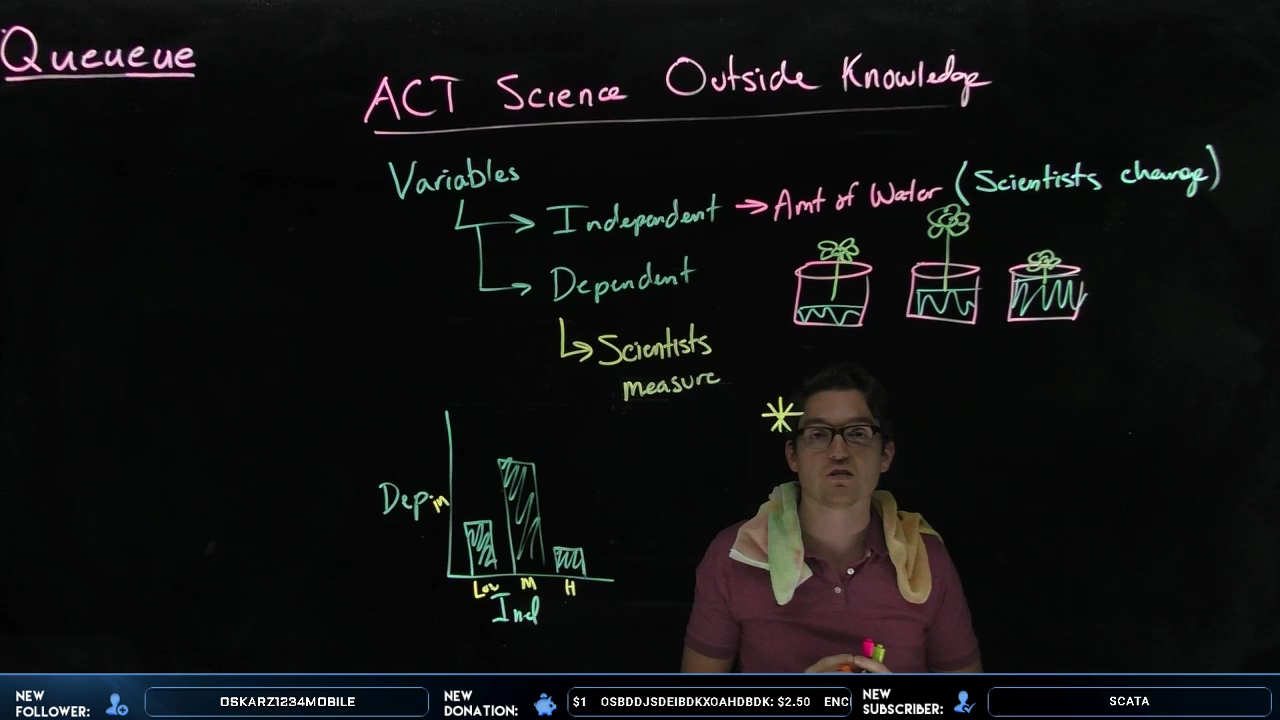 Queueue
ACT Science Outside Knowledge
Variables
Independent → Amt of Water (Scientists change)
Dependent
Scientists
measure
Dep. m
Low M H
Ind
NEW FOLLOWER: OSKARZ1234MOBILE
NEW DONATION: $1 OSBDDJSDEIBDKXOAHDBDK: $2.50 ENC
NEW SUBSCRIBER: SCATA